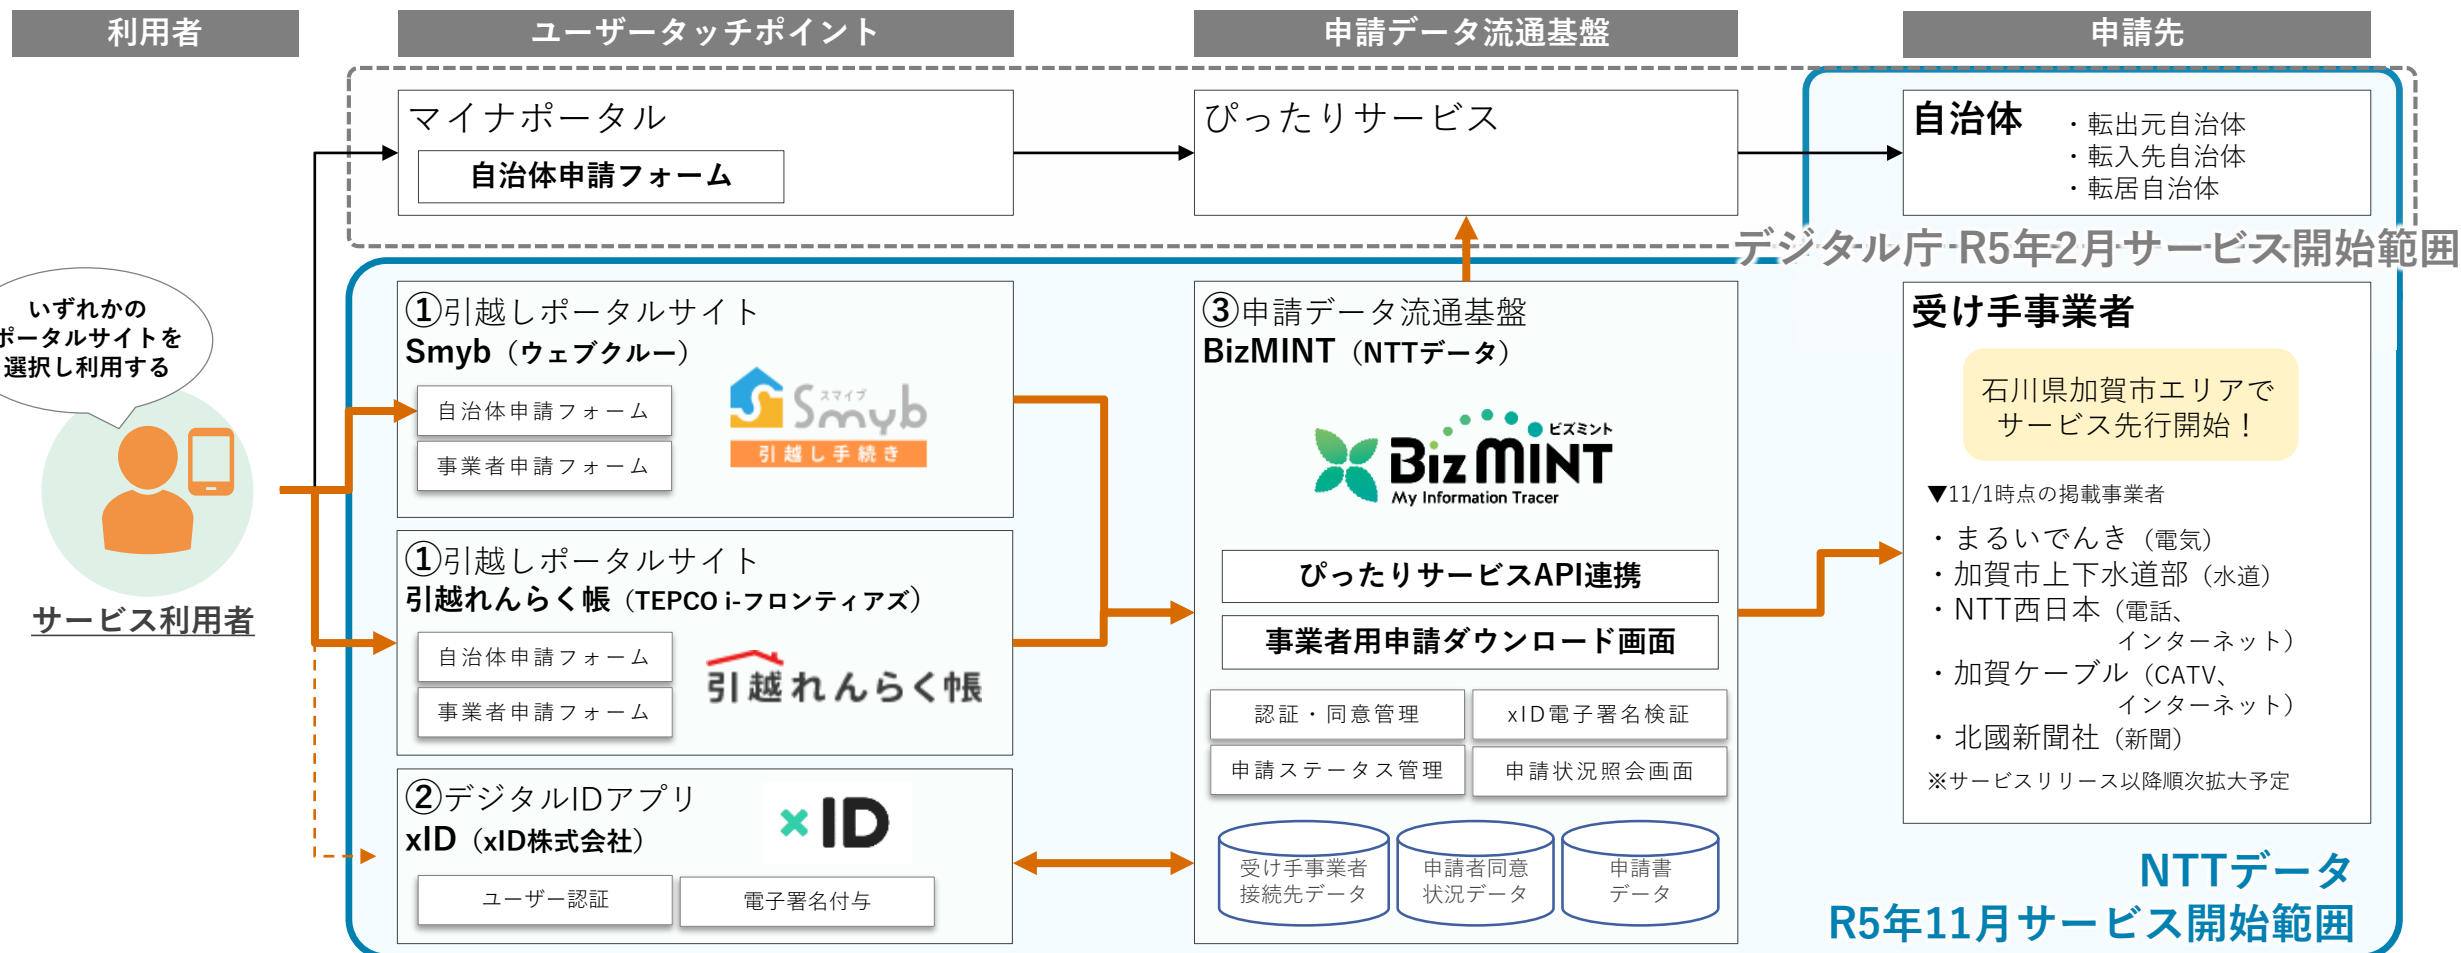 利用者
ユーザータッチポイント
申請データ流通基盤
申請先
マイナポータル
自治体申請フォーム
ぴったりサービス
自治体
・転出元自治体
・転入先自治体
・転居自治体
デジタル庁 R5年2月サービス開始範囲
いずれかの
ポータルサイトを
選択し利用する
サービス利用者
①引越しポータルサイト
Smyb（ウェブクルー）
自治体申請フォーム
事業者申請フォーム
スマイブ
Smyb
引越し手続き
①引越しポータルサイト
引越れんらく帳（TEPCO i-フロンティアズ）
自治体申請フォーム
事業者申請フォーム
引越れんらく帳
②デジタルIDアプリ
xID（xID株式会社）
×ID
ユーザー認証
電子署名付与
③申請データ流通基盤
BizMINT（NTTデータ）
ビズミント
BizMINT
My Information Tracer
ぴったりサービスAPI連携
事業者用申請ダウンロード画面
認証・同意管理
xID電子署名検証
申請ステータス管理
申請状況照会画面
受け手事業者
接続先データ
申請者同意
状況データ
申請書
データ
受け手事業者
石川県加賀市エリアで
サービス先行開始！
▼11/1時点の掲載事業者
・まるいでんき（電気）
・加賀市上下水道部（水道）
・NTT西日本（電話、
インターネット）
・加賀ケーブル（CATV、
インターネット）
・北國新聞社（新聞）
※サービスリリース以降順次拡大予定
NTTデータ
R5年11月サービス開始範囲